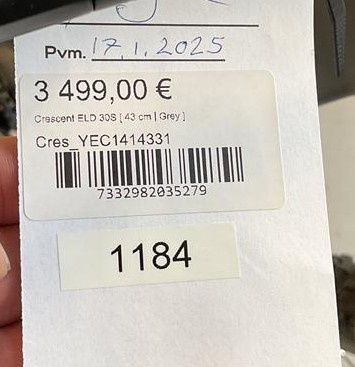 Pvm. 17.1.2025
3 499,00 €
Crescent ELD 30S [ 43 cm | Grey ]
Cres_YEC1414331
7332982035279
1184